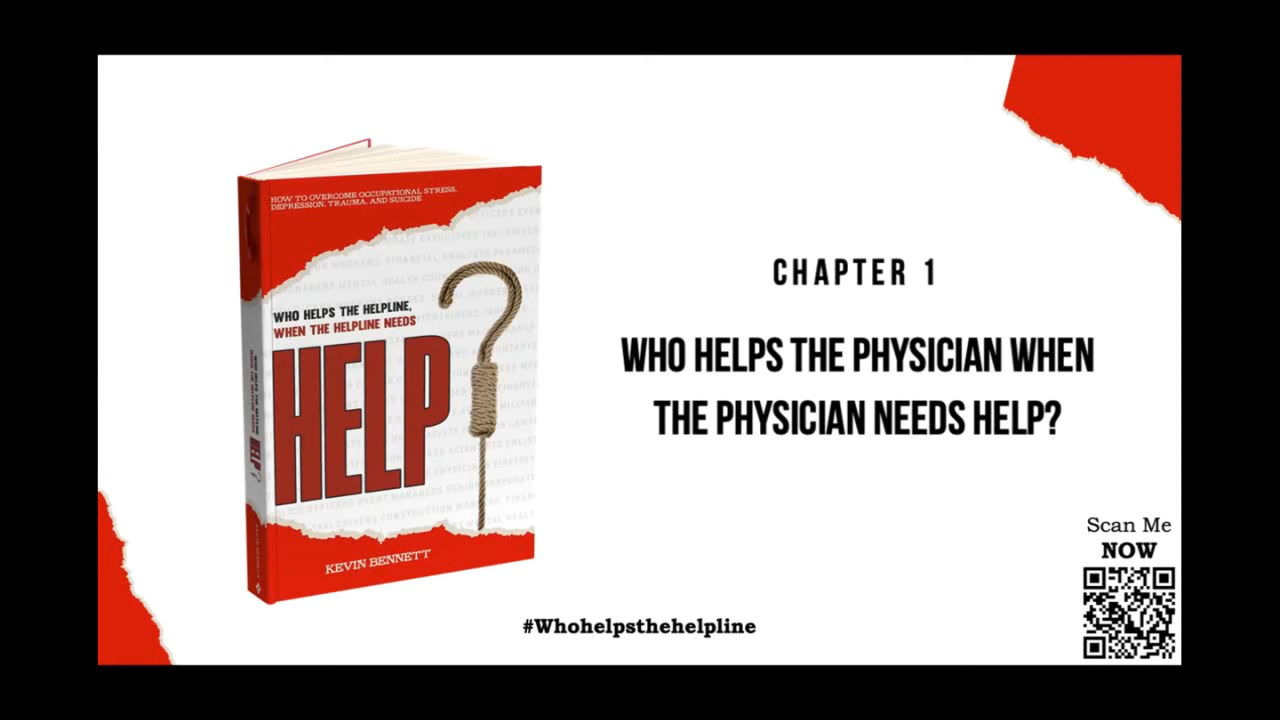 HOW TO OVERCOME OCCUPATIONAL STRESS,
DEPRESSION, TRAUMA, AND SUICIDE
WHO HELPS THE HELPLINE,
WHEN THE HELPLINE NEEDS
HELP
KEVIN BENNETT
CHAPTER 1
WHO HELPS THE PHYSICIAN WHEN
THE PHYSICIAN NEEDS HELP?
#Whohelpsthehelpline
Scan Me
NOW